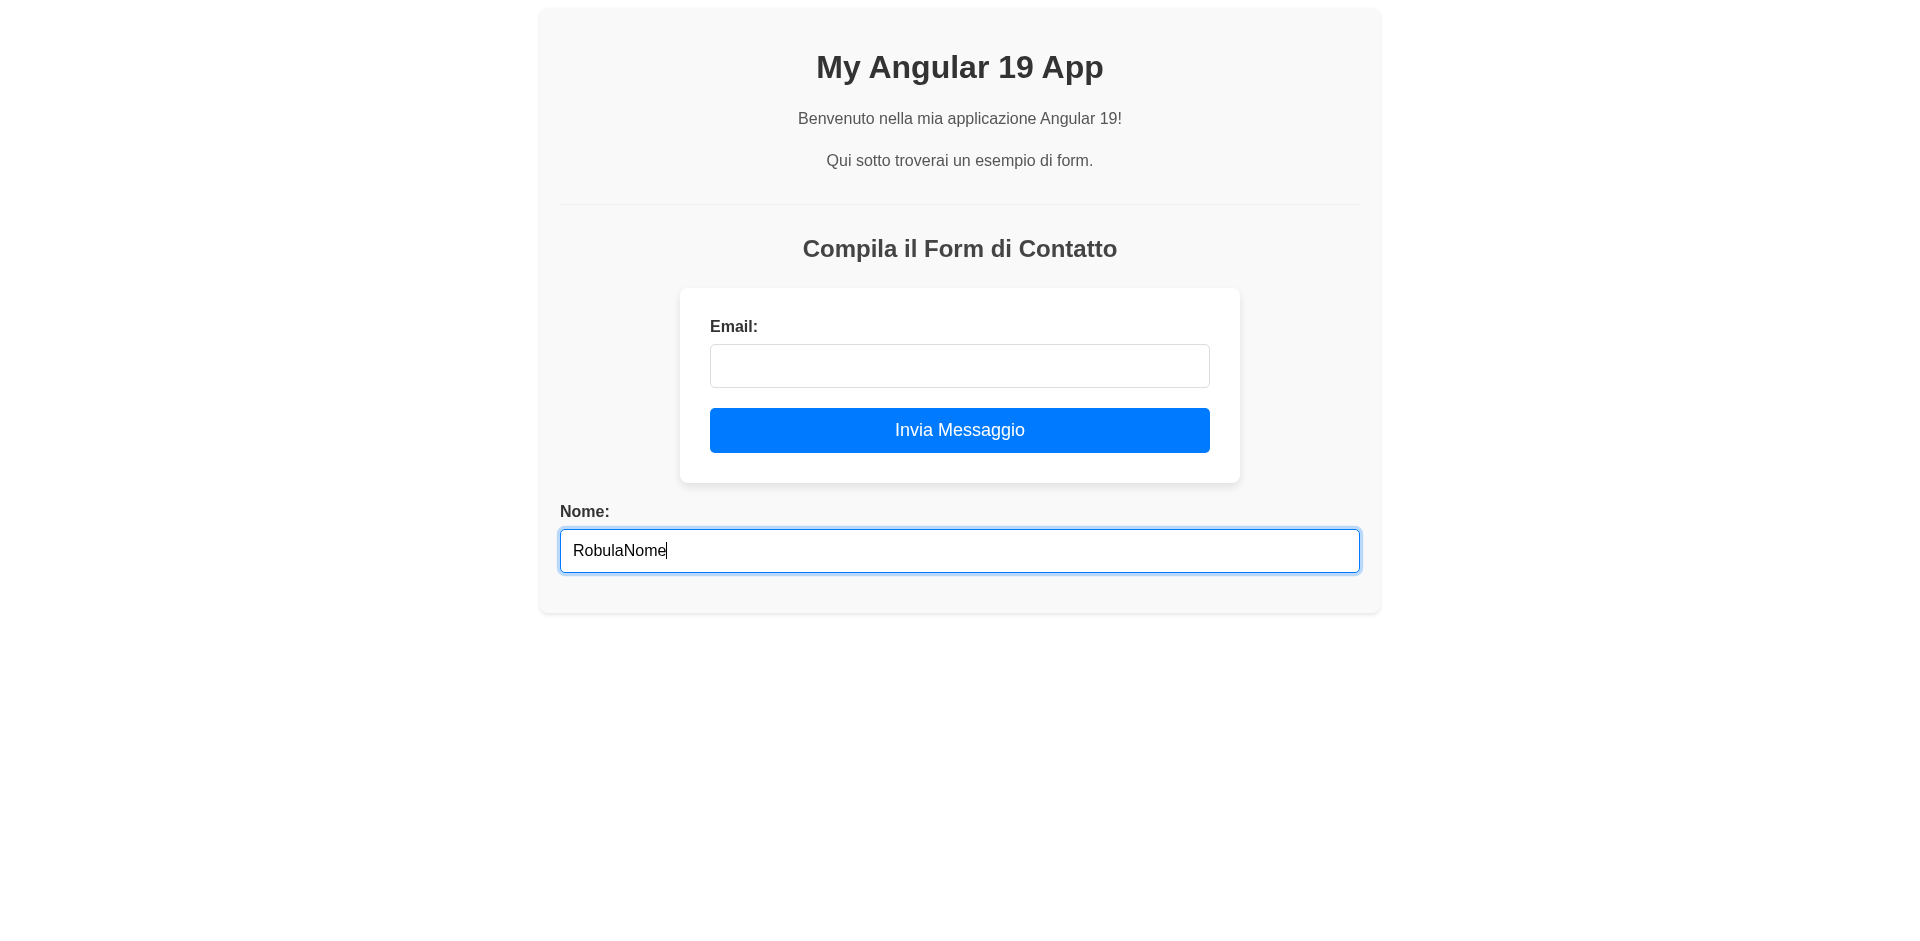 My Angular 19 App
Benvenuto nella mia applicazione Angular 19!
Qui sotto troverai un esempio di form.
Compila il Form di Contatto
Email:
Invia Messaggio
Nome:
RobulaNome